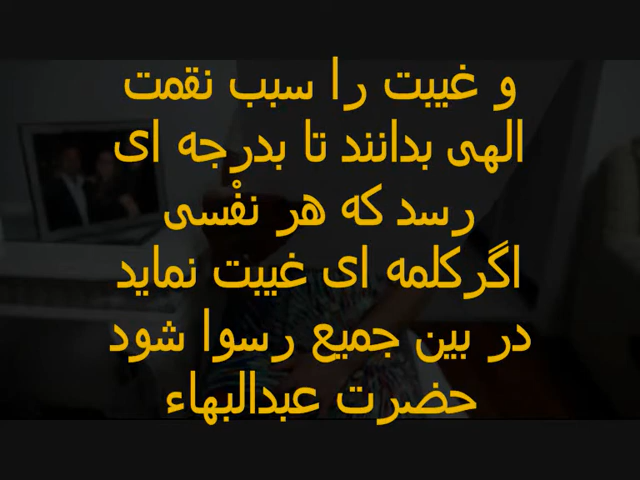 و غیبت را سبب نقمت
الهی بدانند تا بدرجه ای
رسد که هر نفْسی
اگرکلمه ای غیبت نماید
در بین جمیع رسوا شود
حضرت عبدالبهاء